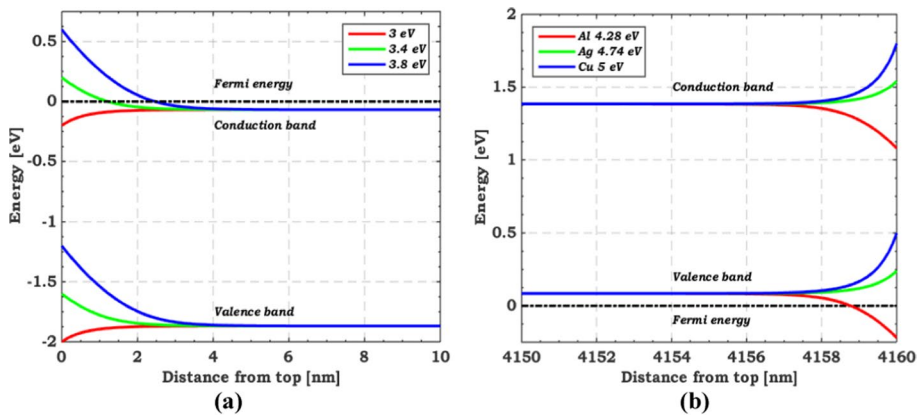 0.5
0
-0.5
-1
-1.5
-2
Energy [eV]
3 eV
3.4 eV
3.8 eV
Fermi energy
Conduction band
Valence band
0 2 4 6 8 10
Distance from top [nm]
(a)
2
1.5
1
0.5
0
Energy [eV]
Al 4.28 eV
Ag 4.74 eV
Cu 5 eV
Conduction band
Valence band
Fermi energy
4150 4152 4154 4156 4158 4160
Distance from top [nm]
(b)